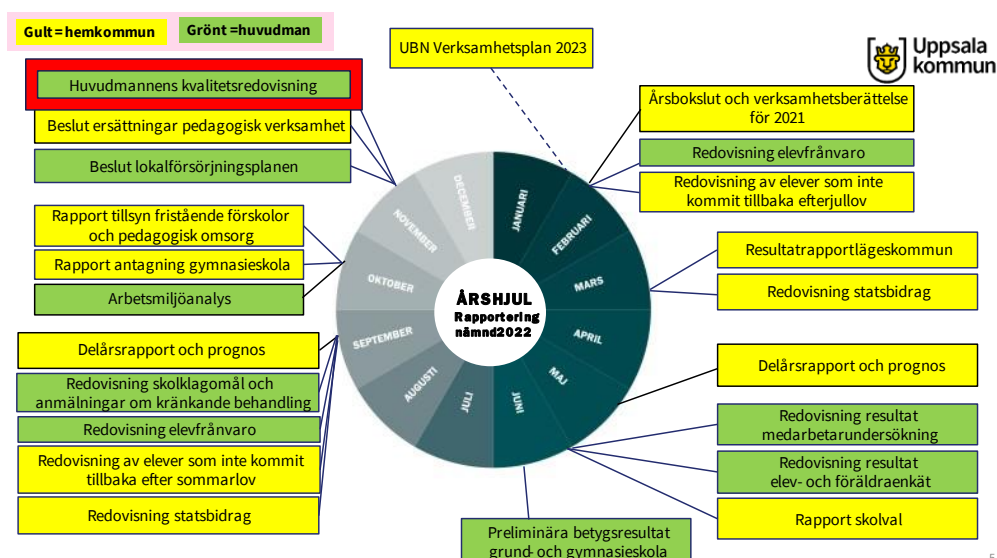 Gult = hemkommun
Grönt =huvudman
UBN Verksamhetsplan 2023
Uppsala
kommun
Huvudmannens kvalitetsredovisning
Beslut ersättningar pedagogisk verksamhet
Beslut lokalförsörjningsplanen
Rapport tillsyn fristående förskolor
och pedagogisk omsorg
Rapport antagning gymnasieskola
Arbetsmiljöanalys
Delårsrapport och prognos
Redovisning skolklagomål och
anmälningar om kränkande behandling
Redovisning elevfrånvaro
Redovisning av elever som inte kommit
tillbaka efter sommarlov
Redovisning statsbidrag
JANUARI
FEBRUARI
MARS
APRIL
MAJ
JUNI
JULI
AUGUSTI
SEPTEMBER
OKTOBER
NOVEMBER
DECEMBER
ÅRSHJUL
Rapportering
nämnd2022
Årsbokslut och verksamhetsberättelse
för 2021
Redovisning elevfrånvaro
Redovisning av elever som inte
kommit tillbaka efterjullov
Resultatrapportlägeskommun
Redovisning statsbidrag
Delårsrapport och prognos
Redovisning resultat
medarbetarundersökning
Redovisning resultat
elev- och föräldraenkät
Rapport skolval
Preliminära betygsresultat
grund- och gymnasieskola
5